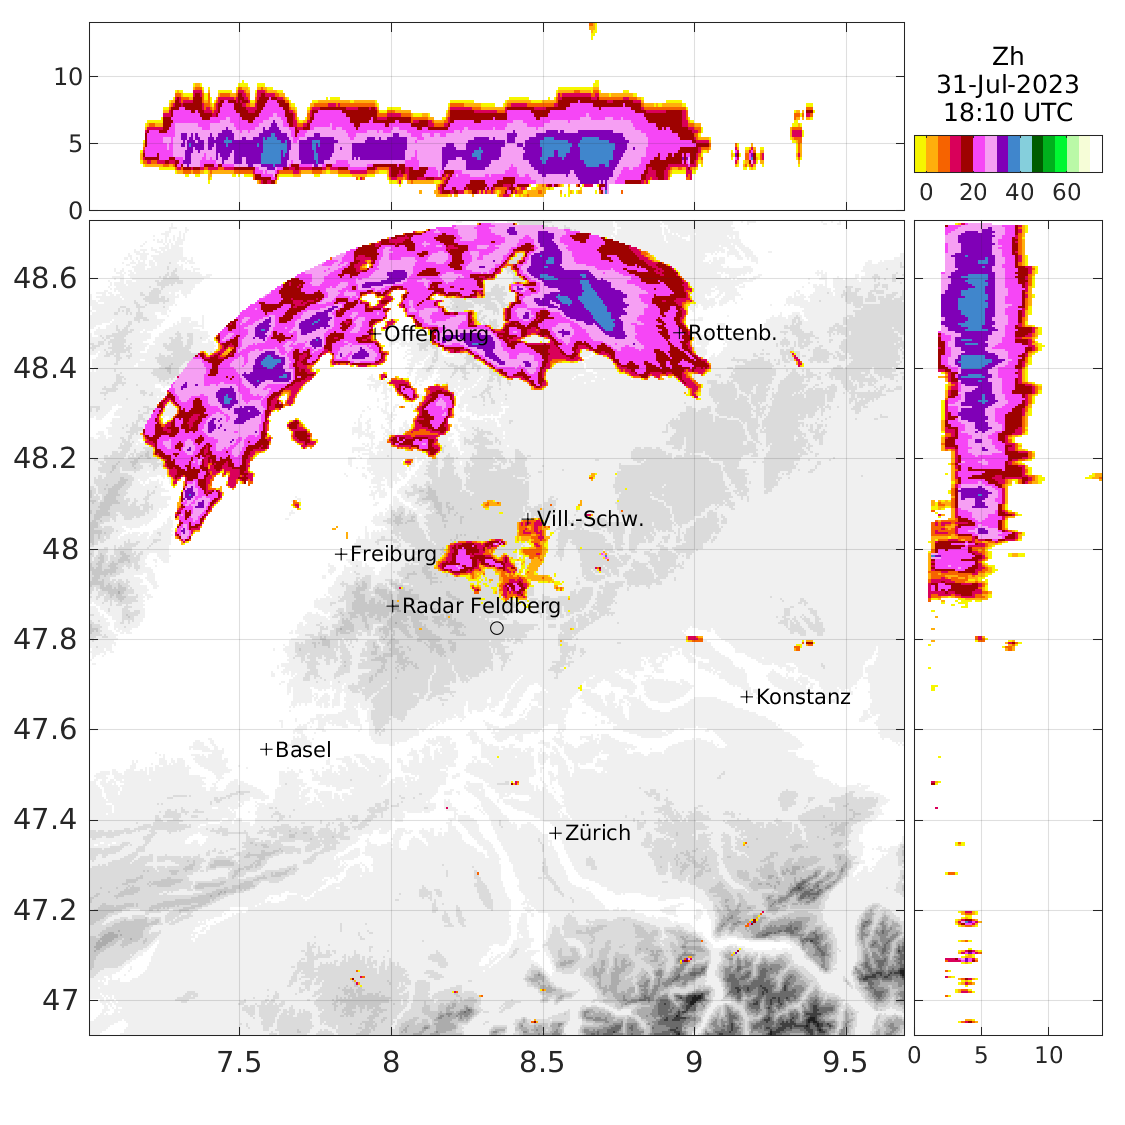 Zh
31-Jul-2023
18:10 UTC
0 20 40 60
10
5
0
48.6
48.4
48.2
48
47.8
47.6
47.4
47.2
47
Offenburg
Rottenb.
Vill.-Schw.
Freiburg
Radar Feldberg
Konstanz
Basel
Zürich
7.5 8 8.5 9 9.5
0 5 10